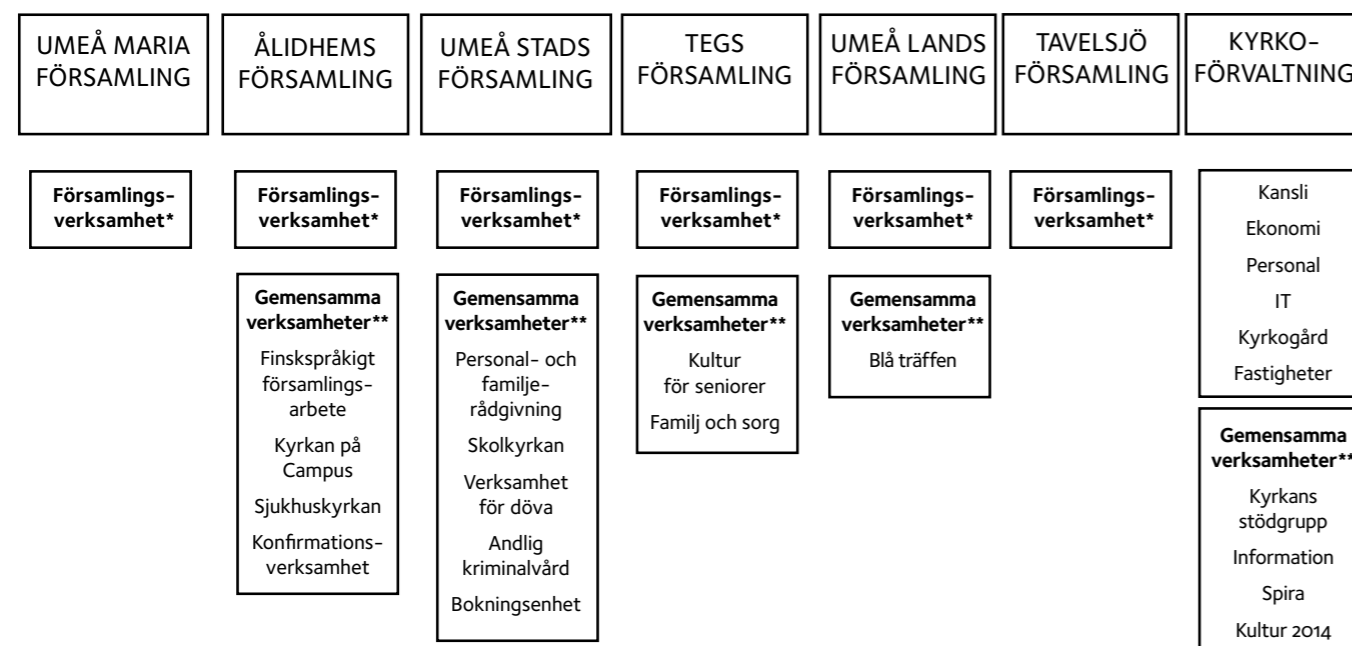 UMEÅ MARIA
FÖRSAMLING
ÅLIDHEMS
FÖRSAMLING
UMEÅ STADS
FÖRSAMLING
TEGS
FÖRSAMLING
UMEÅ LANDS
FÖRSAMLING
TAVELSJÖ
FÖRSAMLING
KYRKO-
FÖRVALTNING
Församlings-
verksamhet*
Församlings-
verksamhet*
Församlings-
verksamhet*
Församlings-
verksamhet*
Församlings-
verksamhet*
Församlings-
verksamhet*
Kansli
Ekonomi
Personal
IT
Kyrkogård
Fastigheter
Gemensamma
verksamheter**
Finskspråkigt
församlings-
arbete
Kyrkan på
Campus
Sjukhuskyrkan
Konfirmations-
verksamhet
Gemensamma
verksamheter**
Personal- och
familje-
rådgivning
Skolkyrkan
Verksamhet
för döva
Andlig
kriminalvård
Bokningsenhet
Gemensamma
verksamheter**
Kultur
för seniorer
Familj och sorg
Gemensamma
verksamheter**
Blå träffen
Gemensamma
verksamheter**
Kyrkans
stödgrupp
Information
Spira
Kultur 2014